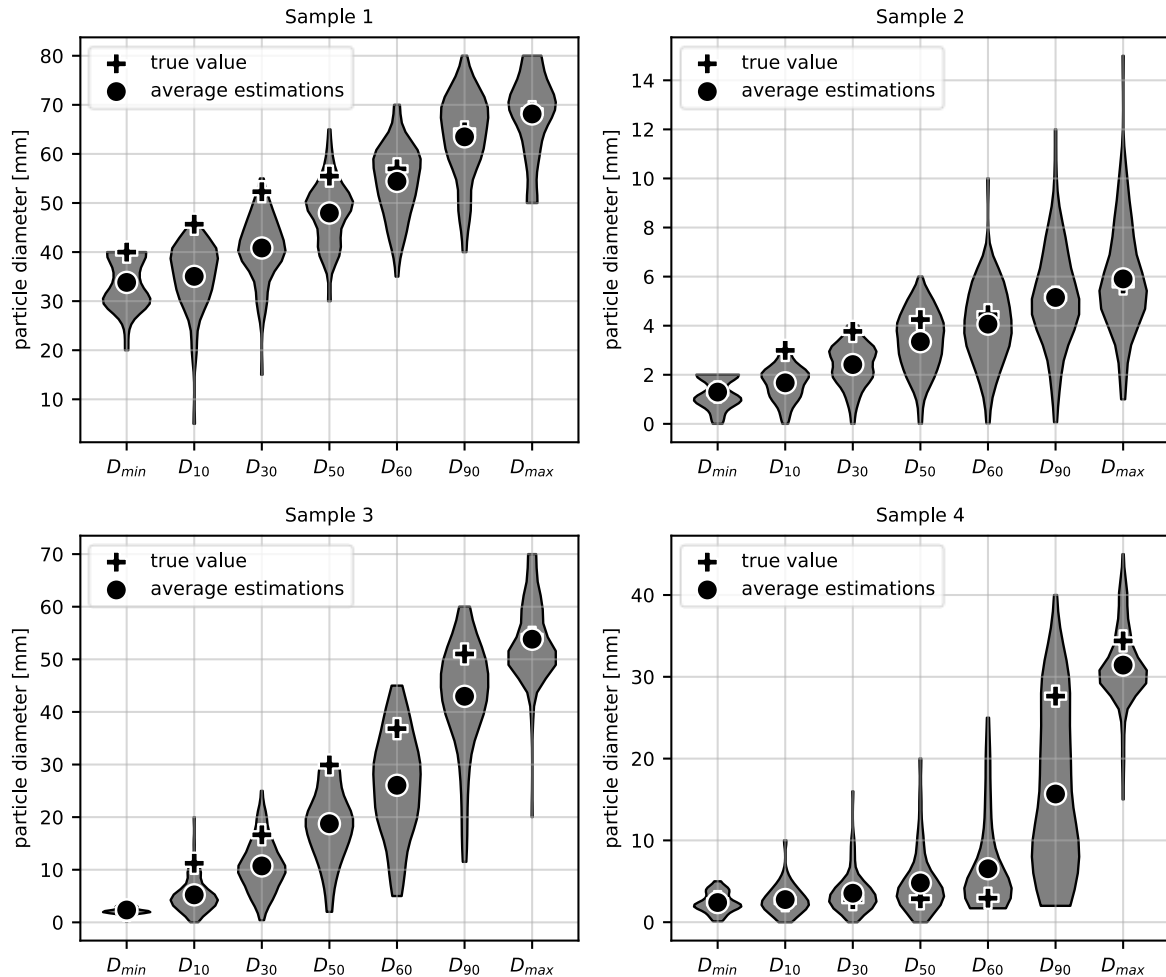 Sample 1
true value
average estimations
particle diameter [mm]
80
70
60
50
40
30
20
10
D_min D_10 D_30 D_50 D_60 D_90 D_max
Sample 2
true value
average estimations
particle diameter [mm]
14
12
10
8
6
4
2
0
D_min D_10 D_30 D_50 D_60 D_90 D_max
Sample 3
true value
average estimations
particle diameter [mm]
70
60
50
40
30
20
10
0
D_min D_10 D_30 D_50 D_60 D_90 D_max
Sample 4
true value
average estimations
particle diameter [mm]
40
30
20
10
0
D_min D_10 D_30 D_50 D_60 D_90 D_max